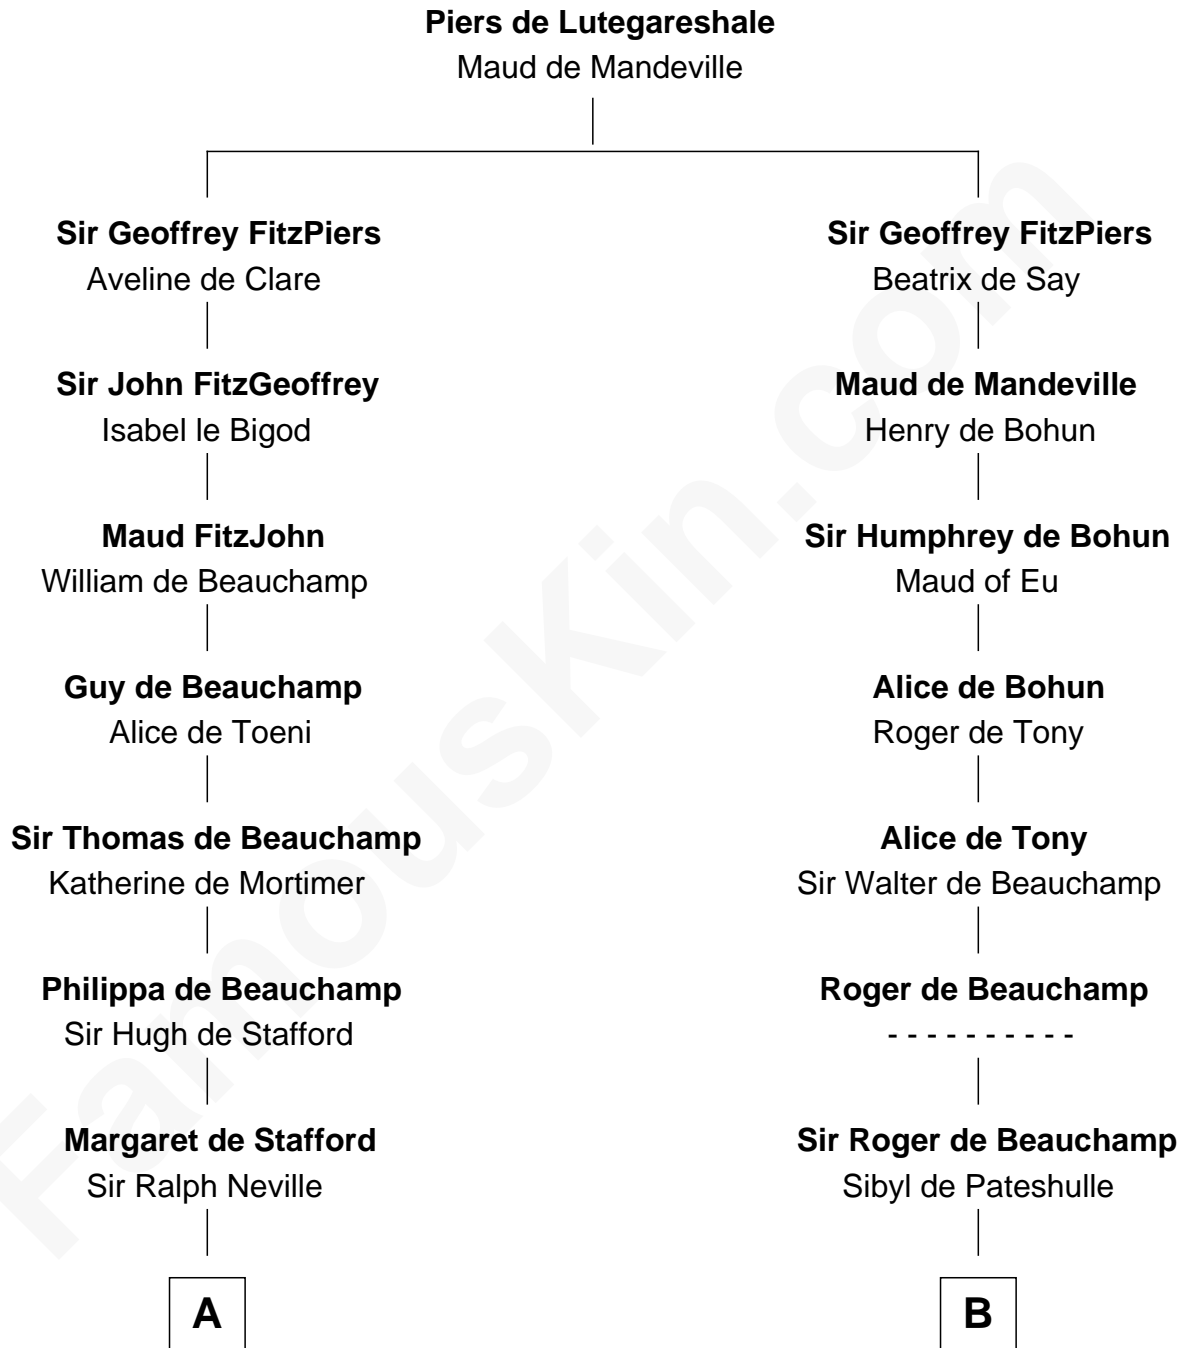 Piers de Lutegareshale
Maud de Mandeville
Sir Geoffrey FitzPiers
Aveline de Clare
Sir John FitzGeoffrey
Isabel le Bigod
Maud FitzJohn
William de Beauchamp
Guy de Beauchamp
Alice de Toeni
Sir Thomas de Beauchamp
Katherine de Mortimer
Philippa de Beauchamp
Sir Hugh de Stafford
Margaret de Stafford
Sir Ralph Neville
A
Sir Geoffrey FitzPiers
Beatrix de Say
Maud de Mandeville
Henry de Bohun
Sir Humphrey de Bohun
Maud of Eu
Alice de Bohun
Roger de Tony
Alice de Tony
Sir Walter de Beauchamp
Roger de Beauchamp
- - - - - - - - - -
Sir Roger de Beauchamp
Sibyl de Pateshulle
B
FamousKin.com